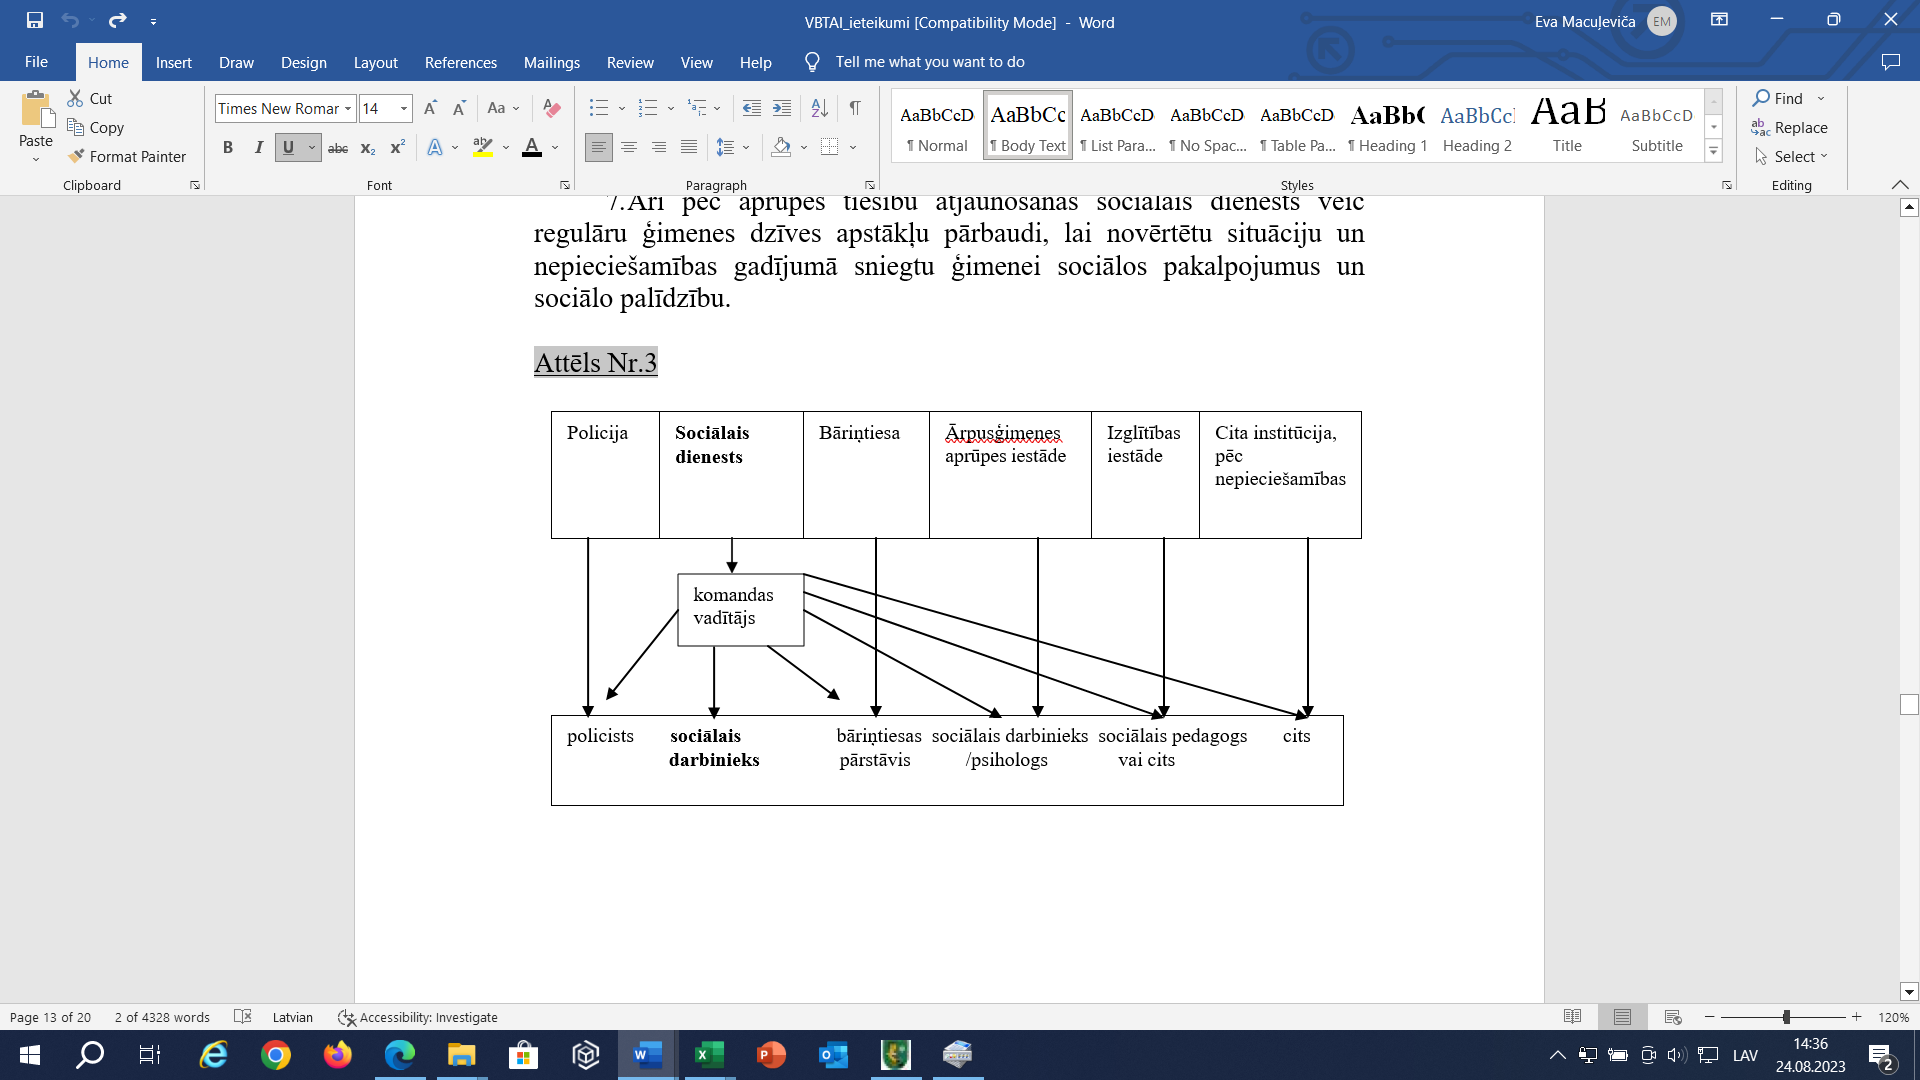 VBTAI_ieteikumi [Compatibility Mode] - Word
Eva Macuļeviča
EM
File Home Insert Draw Design Layout References Mailings Review View Help Tell me what you want to do
Paste
Cut
Copy
Format Painter
Clipboard
Times New Romar
14
Font
Paragraph
AaBbCcD AaBbCc AaBbCcD AaBbCcD AaBbCcD AaBb( AaBbCc AaB AaBbCcD
¶ Normal ¶ Body Text ¶ List Para... ¶ No Spac... ¶ Table Pa... ¶ Heading 1 Heading 2 Title Subtitle
Styles
Find
Replace
Select
Editing
7.Arī pēc aprūpes tiesību atjaunošanas sociālais dienests veic
regulāru ģimenes dzīves apstākļu pārbaudi, lai novērtētu situāciju un
nepieciešamības gadījumā sniegtu ģimenei sociālos pakalpojumus un
sociālo palīdzību.
Attēls Nr.3
Policija
Sociālais
dienests
Bāriņtiesa
Ārpusģimenes
aprūpes iestāde
Izglītības
iestāde
Cita institūcija,
pēc
nepieciešamības
komandas
vadītājs
policists
sociālais
darbinieks
bāriņtiesas
pārstāvis
sociālais darbinieks
/psihologs
sociālais pedagogs
vai cits
cits
Page 13 of 20
2 of 4328 words
Latvian
Accessibility: Investigate
120%
LAV
14:36
24.08.2023
2